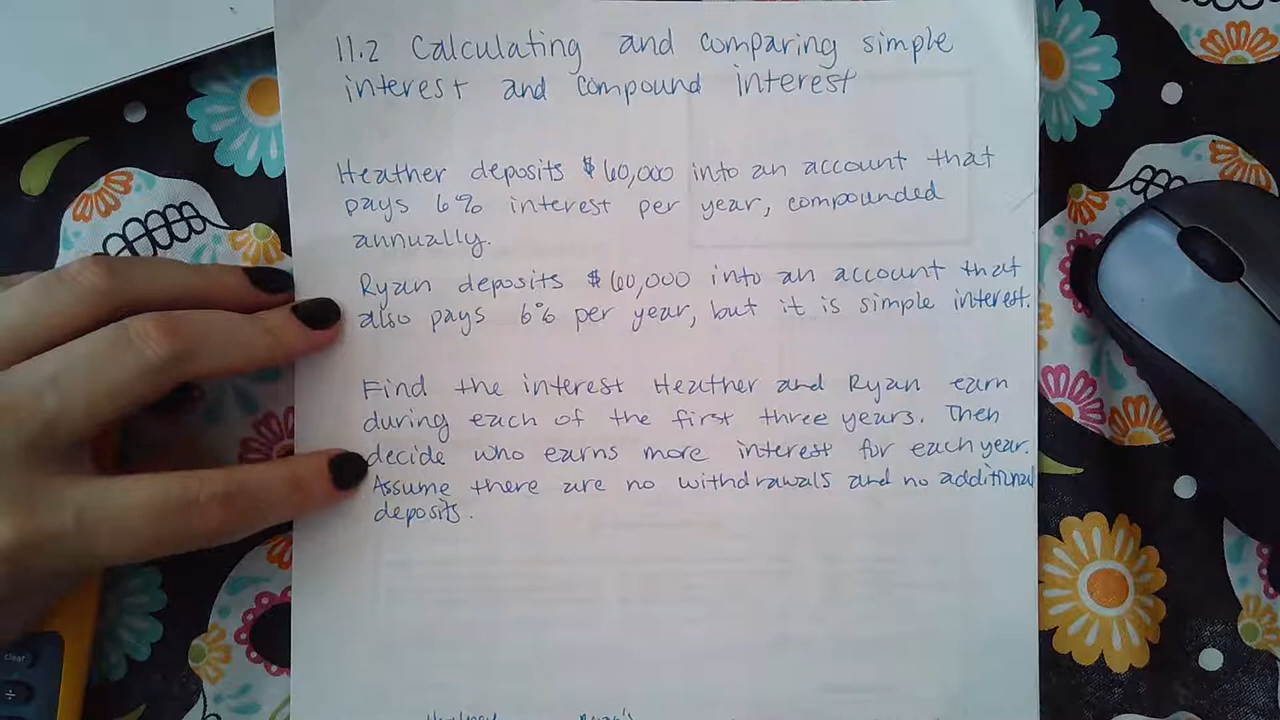 11.2 Calculating and comparing simple
interest and compound interest
Heather deposits $60,000 into an account that
pays 6% interest per year, compounded
annually.
Ryan deposits $60,000 into an account that
also pays 6% per year, but it is simple interest.
Find the interest Heather and Ryan earn
during each of the first three years. Then
decide who earns more interest for each year.
Assume there are no withdrawals and no additional
deposits.
Ryan's
clear
÷